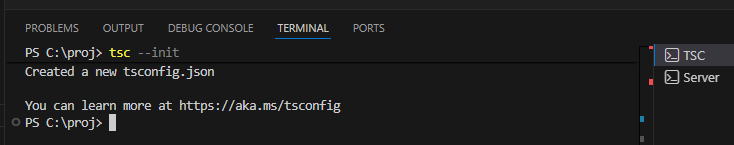 PROBLEMS OUTPUT DEBUG CONSOLE TERMINAL PORTS
PS C:\proj> tsc --init
Created a new tsconfig.json
You can learn more at https://aka.ms/tsconfig
PS C:\proj>
TSC
Server